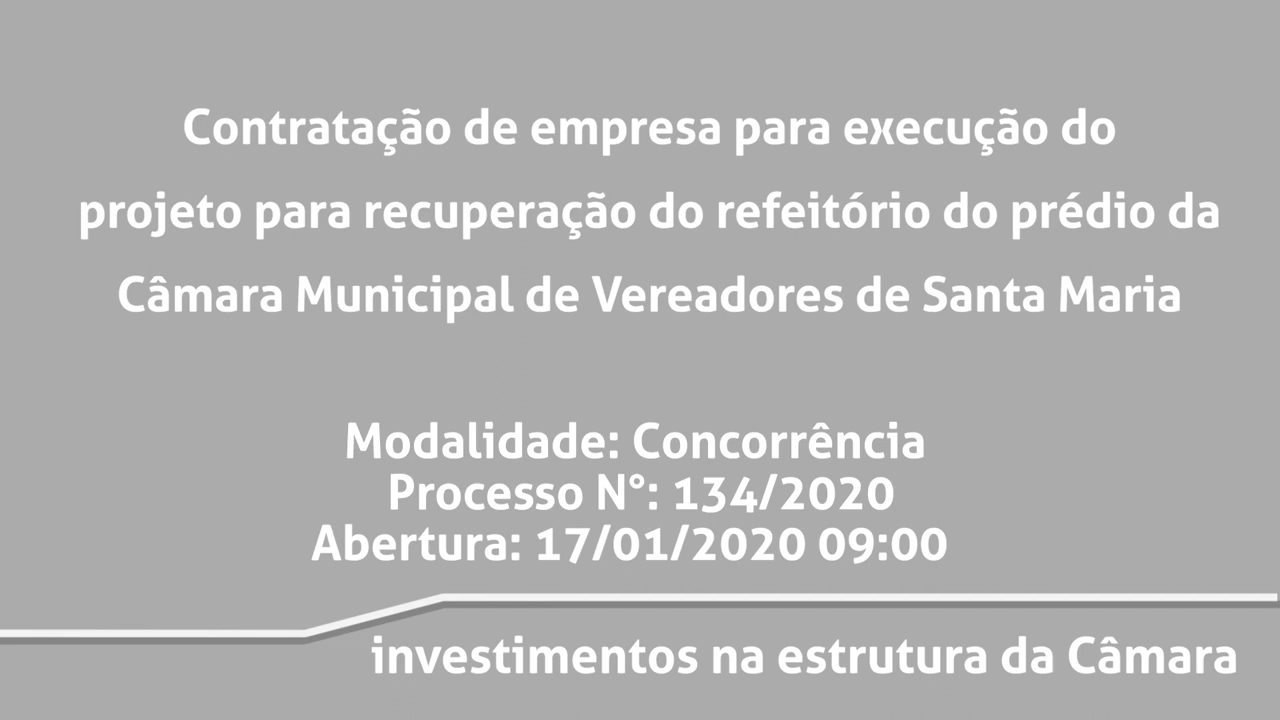 Contratação de empresa para execução do
projeto para recuperação do refeitório do prédio da
Câmara Municipal de Vereadores de Santa Maria
Modalidade: Concorrência
Processo N°: 134/2020
Abertura: 17/01/2020 09:00
investimentos na estrutura da Câmara